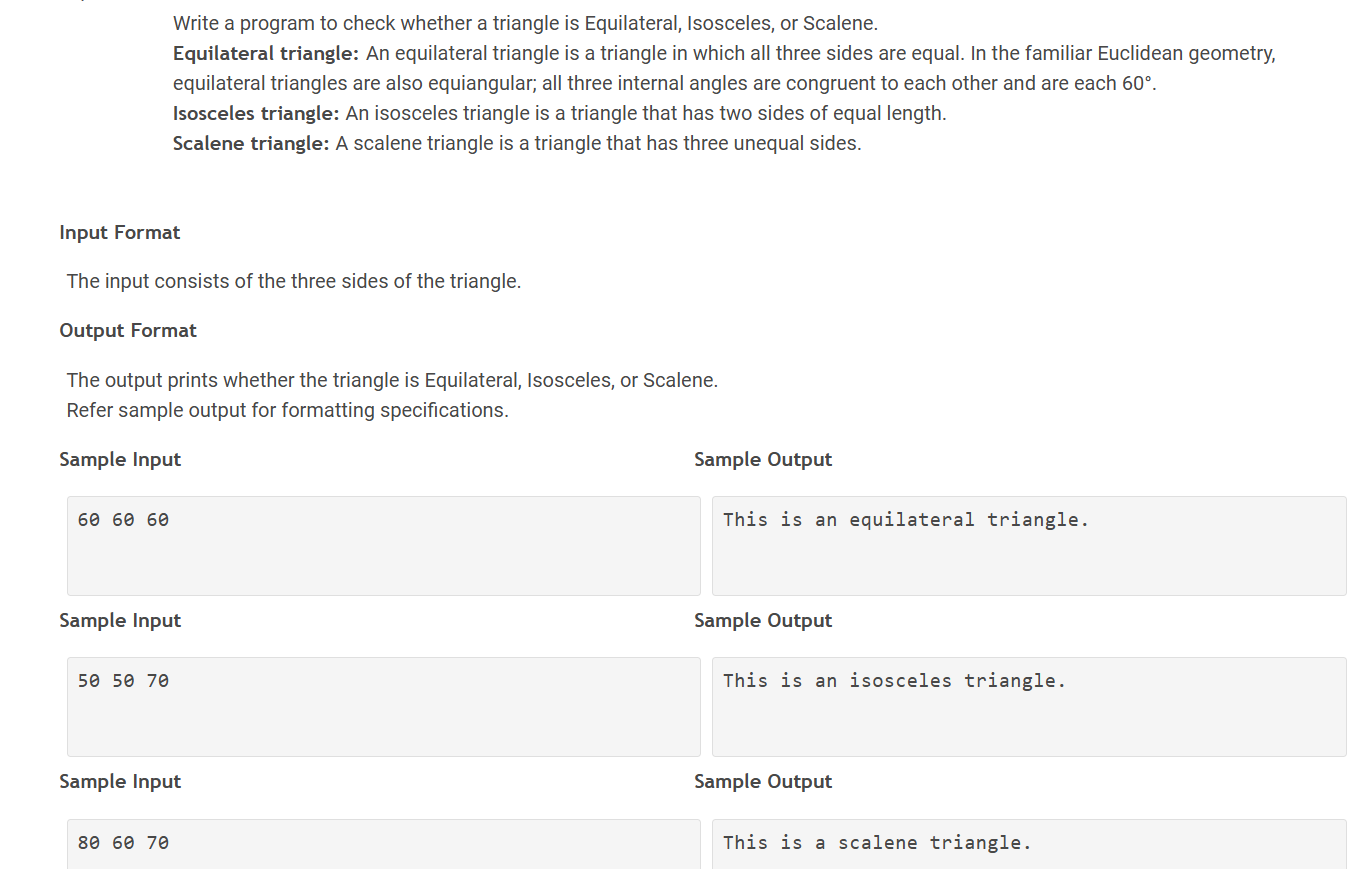 Write a program to check whether a triangle is Equilateral, Isosceles, or Scalene.
Equilateral triangle: An equilateral triangle is a triangle in which all three sides are equal. In the familiar Euclidean geometry,
equilateral triangles are also equiangular; all three internal angles are congruent to each other and are each 60°.
Isosceles triangle: An isosceles triangle is a triangle that has two sides of equal length.
Scalene triangle: A scalene triangle is a triangle that has three unequal sides.
Input Format
The input consists of the three sides of the triangle.
Output Format
The output prints whether the triangle is Equilateral, Isosceles, or Scalene.
Refer sample output for formatting specifications.
Sample Input
Sample Output
60 60 60
This is an equilateral triangle.
Sample Input
Sample Output
50 50 70
This is an isosceles triangle.
Sample Input
Sample Output
80 60 70
This is a scalene triangle.